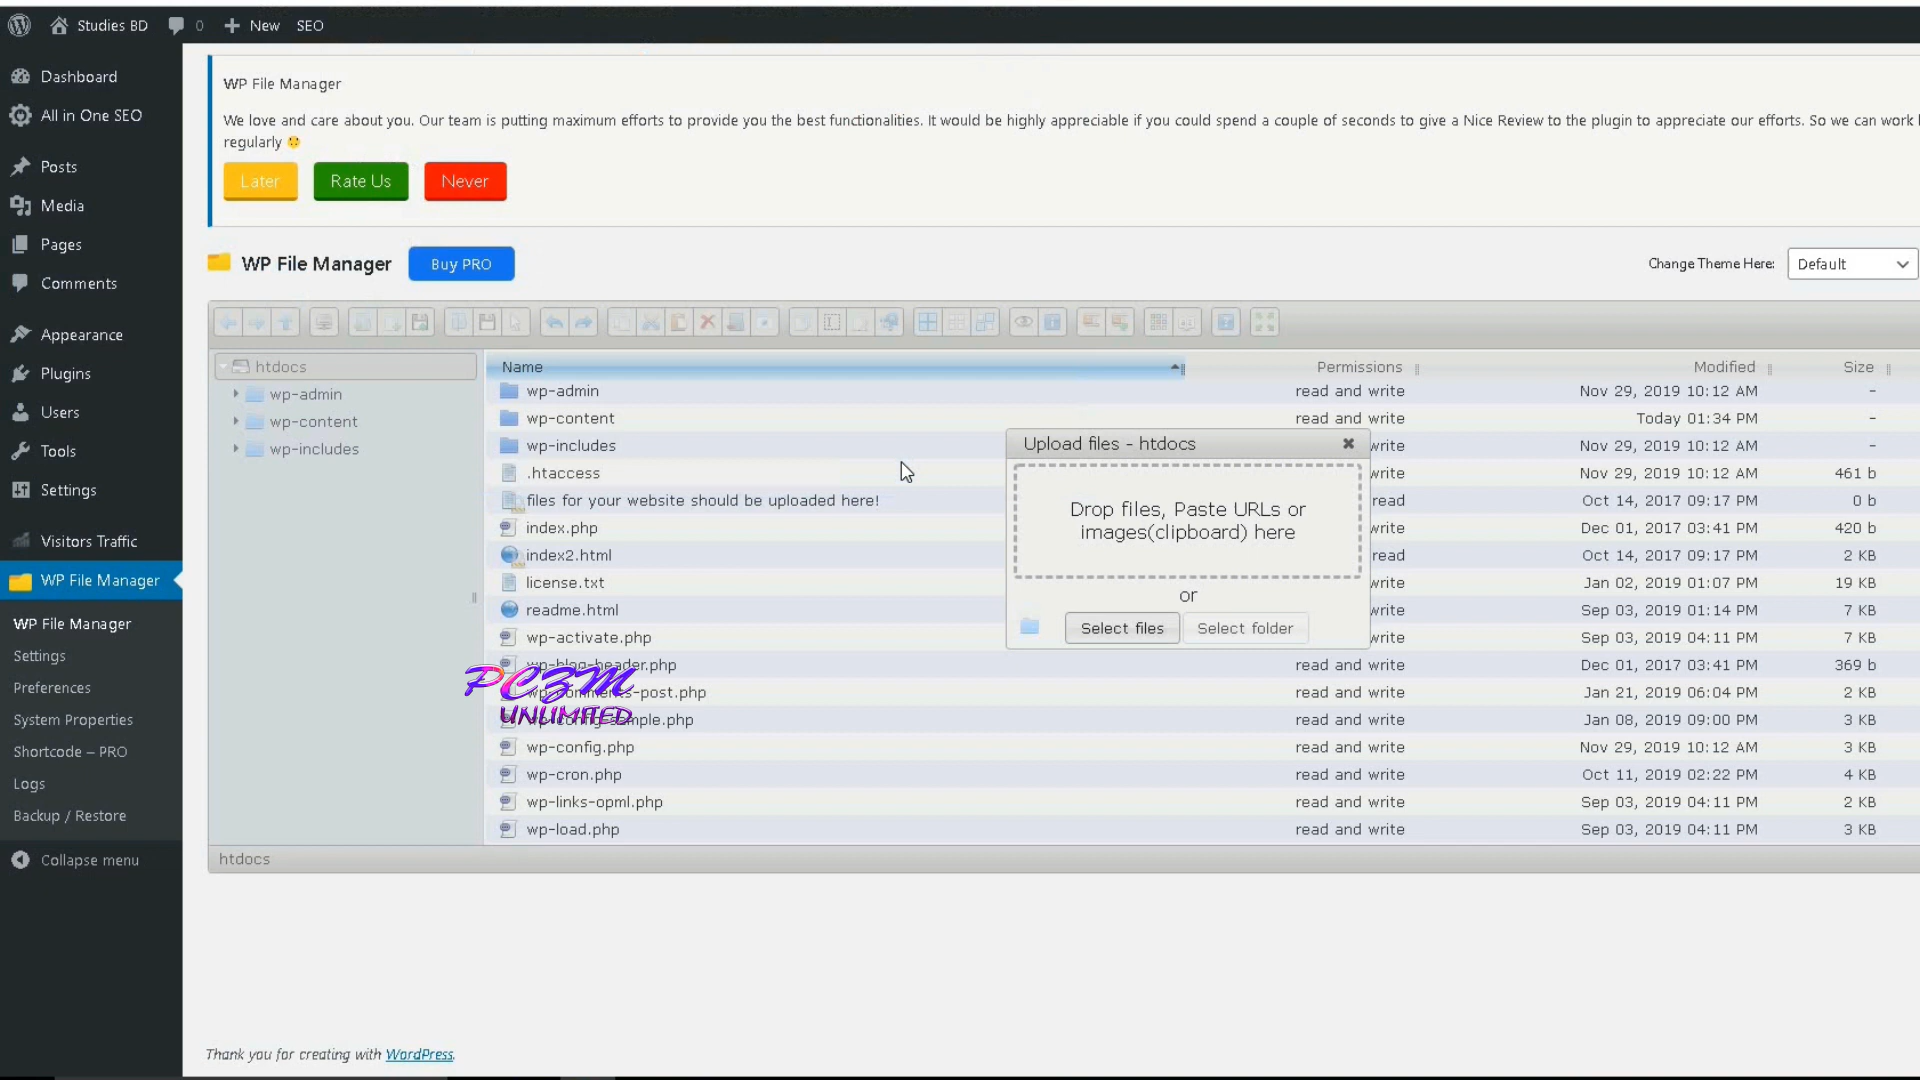 Studies BD 0 New SEO
Dashboard
All in One SEO
Posts
Media
Pages
Comments
Appearance
Plugins
Users
Tools
Settings
Visitors Traffic
WP File Manager
WP File Manager
Settings
Preferences
System Properties
Shortcode – PRO
Logs
Backup / Restore
Collapse menu
WP File Manager
We love and care about you. Our team is putting maximum efforts to provide you the best functionalities. It would be highly appreciable if you could spend a couple of seconds to give a Nice Review to the plugin to appreciate our efforts. So we can work
regularly
Later Rate Us Never
WP File Manager Buy PRO Change Theme Here: Default
htdocs
wp-admin
wp-content
wp-includes
Name Permissions Modified Size
wp-admin read and write Nov 29, 2019 10:12 AM -
wp-content read and write Today 01:34 PM -
wp-includes write Nov 29, 2019 10:12 AM -
.htaccess write Nov 29, 2019 10:12 AM 461 b
files for your website should be uploaded here! read Oct 14, 2017 09:17 PM 0 b
index.php write Dec 01, 2017 03:41 PM 420 b
index2.html read Oct 14, 2017 09:17 PM 2 KB
license.txt write Jan 02, 2019 01:07 PM 19 KB
readme.html write Sep 03, 2019 01:14 PM 7 KB
wp-activate.php write Sep 03, 2019 04:11 PM 7 KB
wp-blog-header.php read and write Dec 01, 2017 03:41 PM 369 b
wp-comments-post.php read and write Jan 21, 2019 06:04 PM 2 KB
wp-config-sample.php read and write Jan 08, 2019 09:00 PM 3 KB
wp-config.php read and write Nov 29, 2019 10:12 AM 3 KB
wp-cron.php read and write Oct 11, 2019 02:22 PM 4 KB
wp-links-opml.php read and write Sep 03, 2019 04:11 PM 2 KB
wp-load.php read and write Sep 03, 2019 04:11 PM 3 KB
Upload files - htdocs
Drop files, Paste URLs or
images(clipboard) here
or
Select files Select folder
PCZM
UNLIMITED
htdocs
Thank you for creating with WordPress.